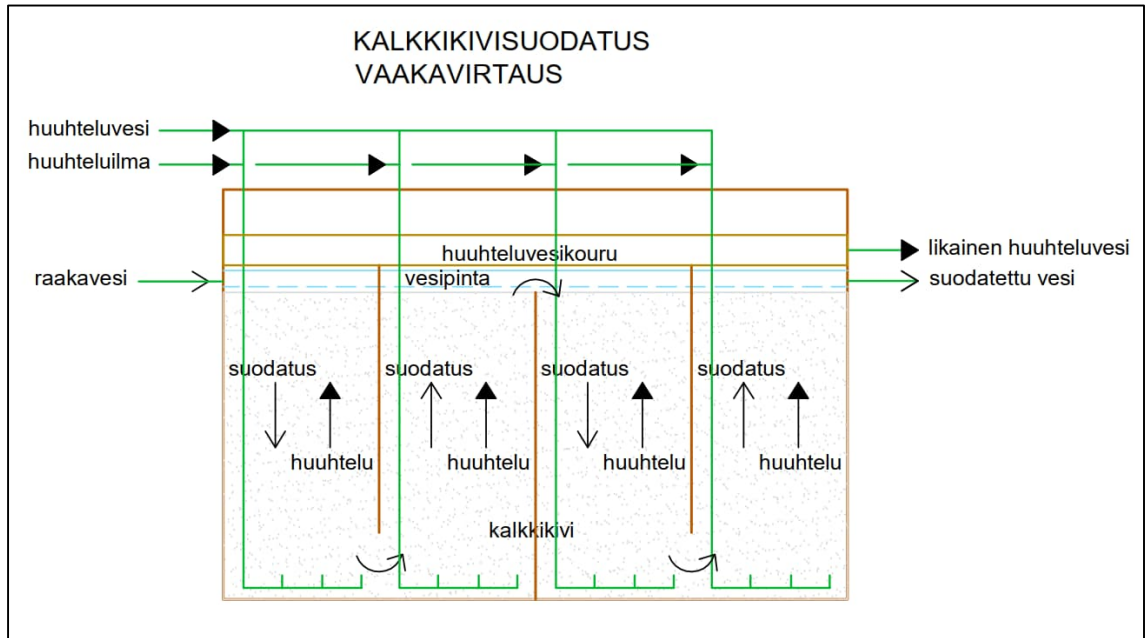 KALKKIKIVISUODATUS
VAAKAVIRTAUS
huuhteluvesi
huuhteluilma
huuhteluvesikouru
likainen huuhteluvesi
raakavesi
vesipinta
suodatettu vesi
suodatus
suodatus
suodatus
suodatus
huuhtelu
huuhtelu
huuhtelu
huuhtelu
kalkkikivi